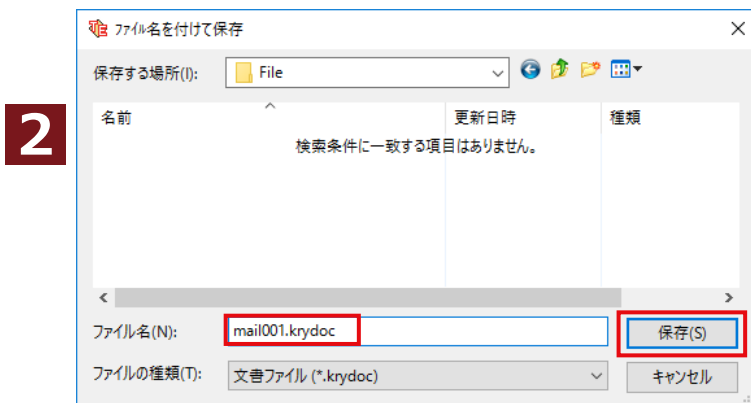 ファイル名を付けて保存
保存する場所(I): File
2
名前 更新日時 種類
検索条件に一致する項目はありません。
ファイル名(N): mail001.krydoc 保存(S)
ファイルの種類(T): 文書ファイル (*.krydoc) キャンセル